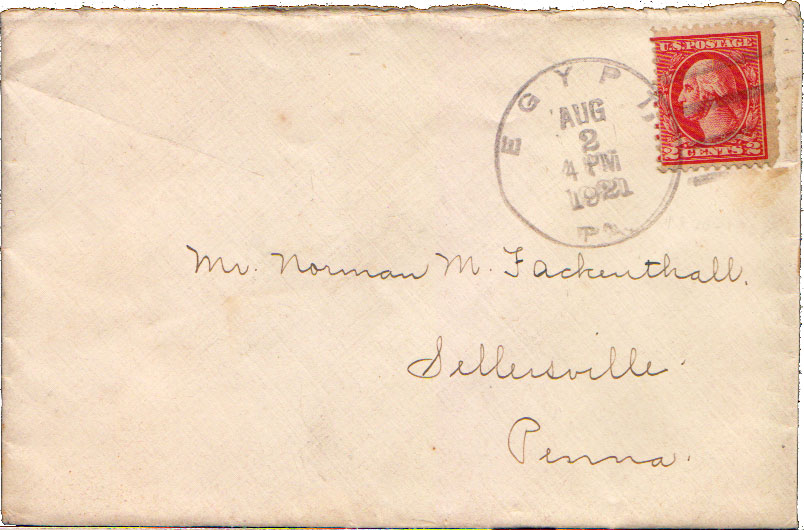 U.S. POSTAGE
2 CENTS 2
EGYPT,
AUG
2
4 PM
1921
PA.
Mr. Norman M. Fackenthall.
Sellersville.
Penna.